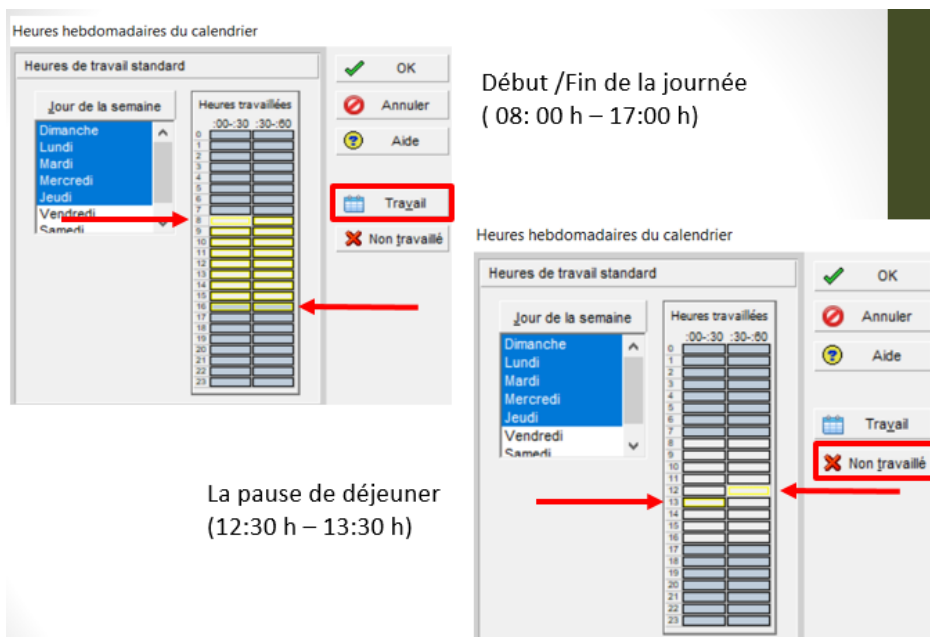 Heures hebdomadaires du calendrier
Heures de travail standard
Jour de la semaine
Dimanche
Lundi
Mardi
Mercredi
Jeudi
Vendredi
Samedi
Heures travaillées
:00-:30 :30-:60
0
1
2
3
4
5
6
7
8
9
10
11
12
13
14
15
16
17
18
19
20
21
22
23
OK
Annuler
Aide
Travail
Non travaillé
Début /Fin de la journée
( 08: 00 h – 17:00 h)
Heures hebdomadaires du calendrier
Heures de travail standard
Jour de la semaine
Dimanche
Lundi
Mardi
Mercredi
Jeudi
Vendredi
Samedi
Heures travaillées
:00-:30 :30-:60
0
1
2
3
4
5
6
7
8
9
10
11
12
13
14
15
16
17
18
19
20
21
22
23
OK
Annuler
Aide
Travail
Non travaillé
La pause de déjeuner
(12:30 h – 13:30 h)